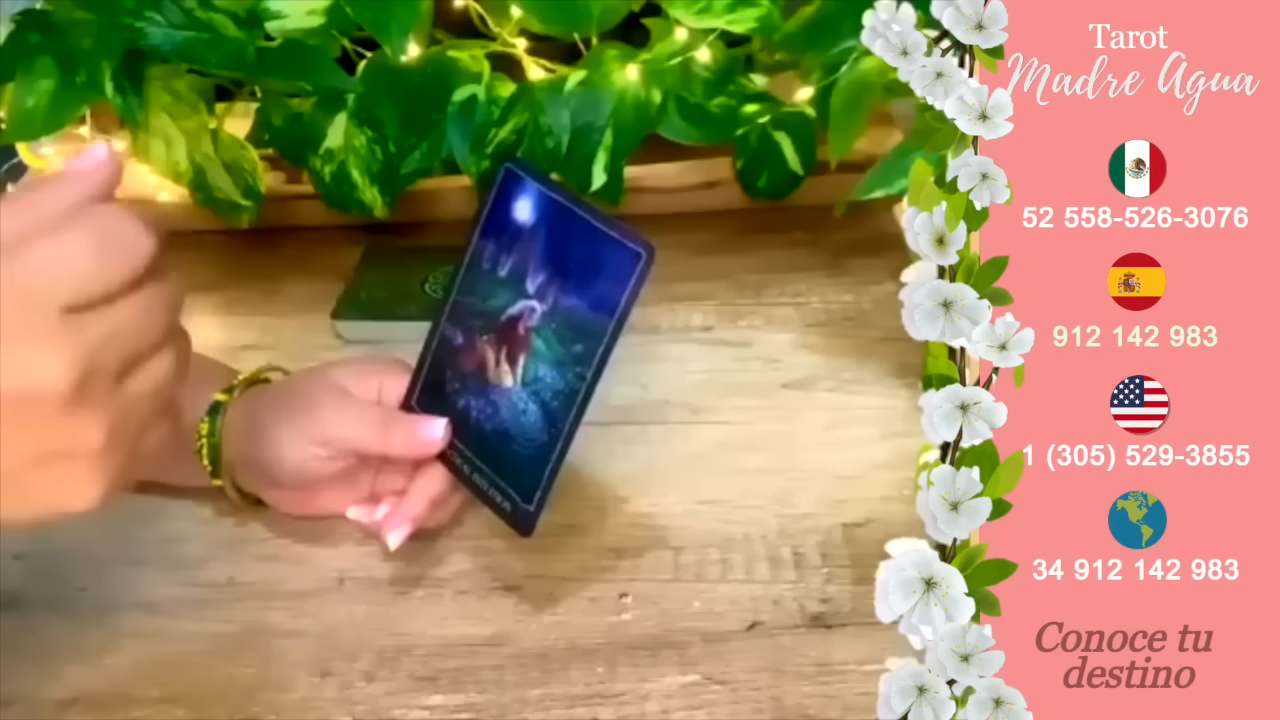 Tarot
Madre Agua
52 558-526-3076
912 142 983
1 (305) 529-3855
34 912 142 983
Conoce tu
destino